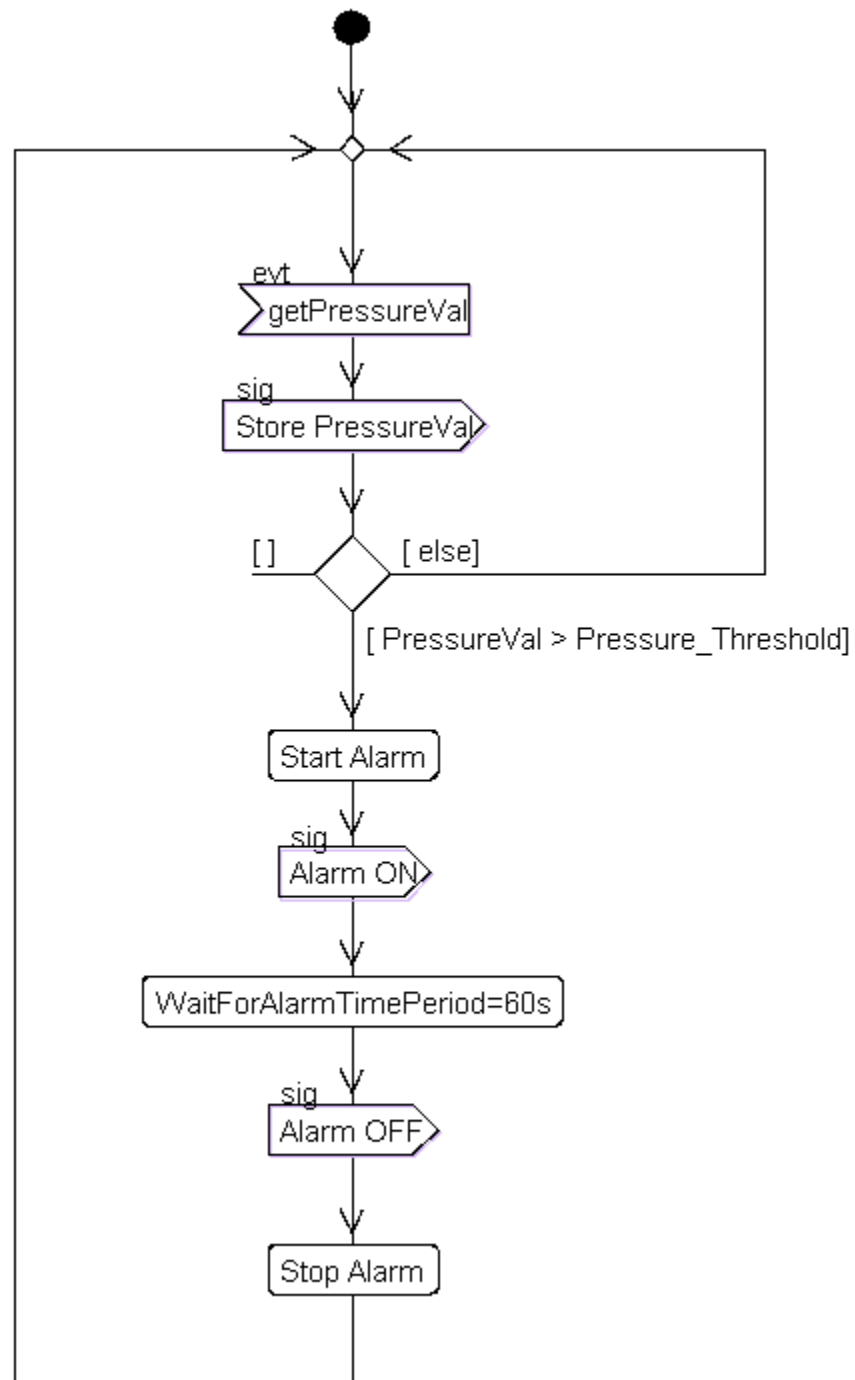 evt
getPressureVal
sig
Store PressureVal
[ ]
[ else]
[ PressureVal > Pressure_Threshold]
Start Alarm
sig
Alarm ON
WaitForAlarmTimePeriod=60s
sig
Alarm OFF
Stop Alarm